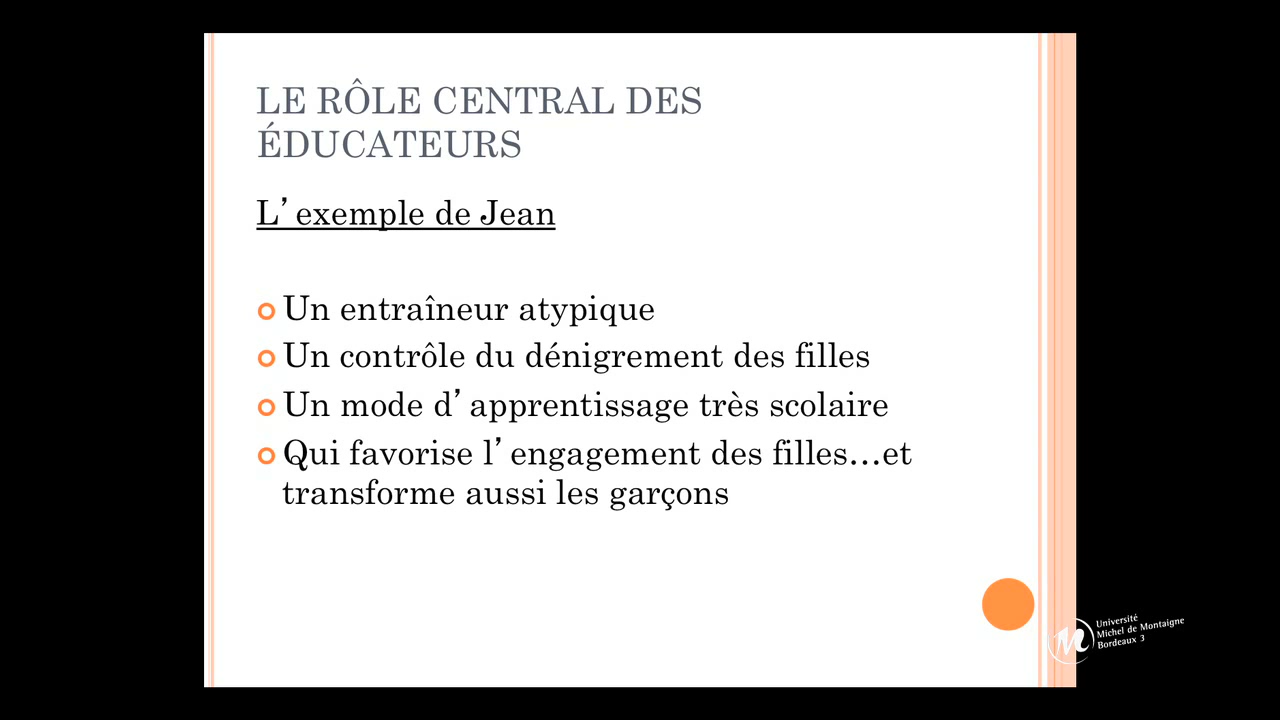 LE RÔLE CENTRAL DES
ÉDUCATEURS
L’exemple de Jean
Un entraîneur atypique
Un contrôle du dénigrement des filles
Un mode d’apprentissage très scolaire
Qui favorise l’engagement des filles…et
transforme aussi les garçons
Université
Michel de Montaigne
Bordeaux 3